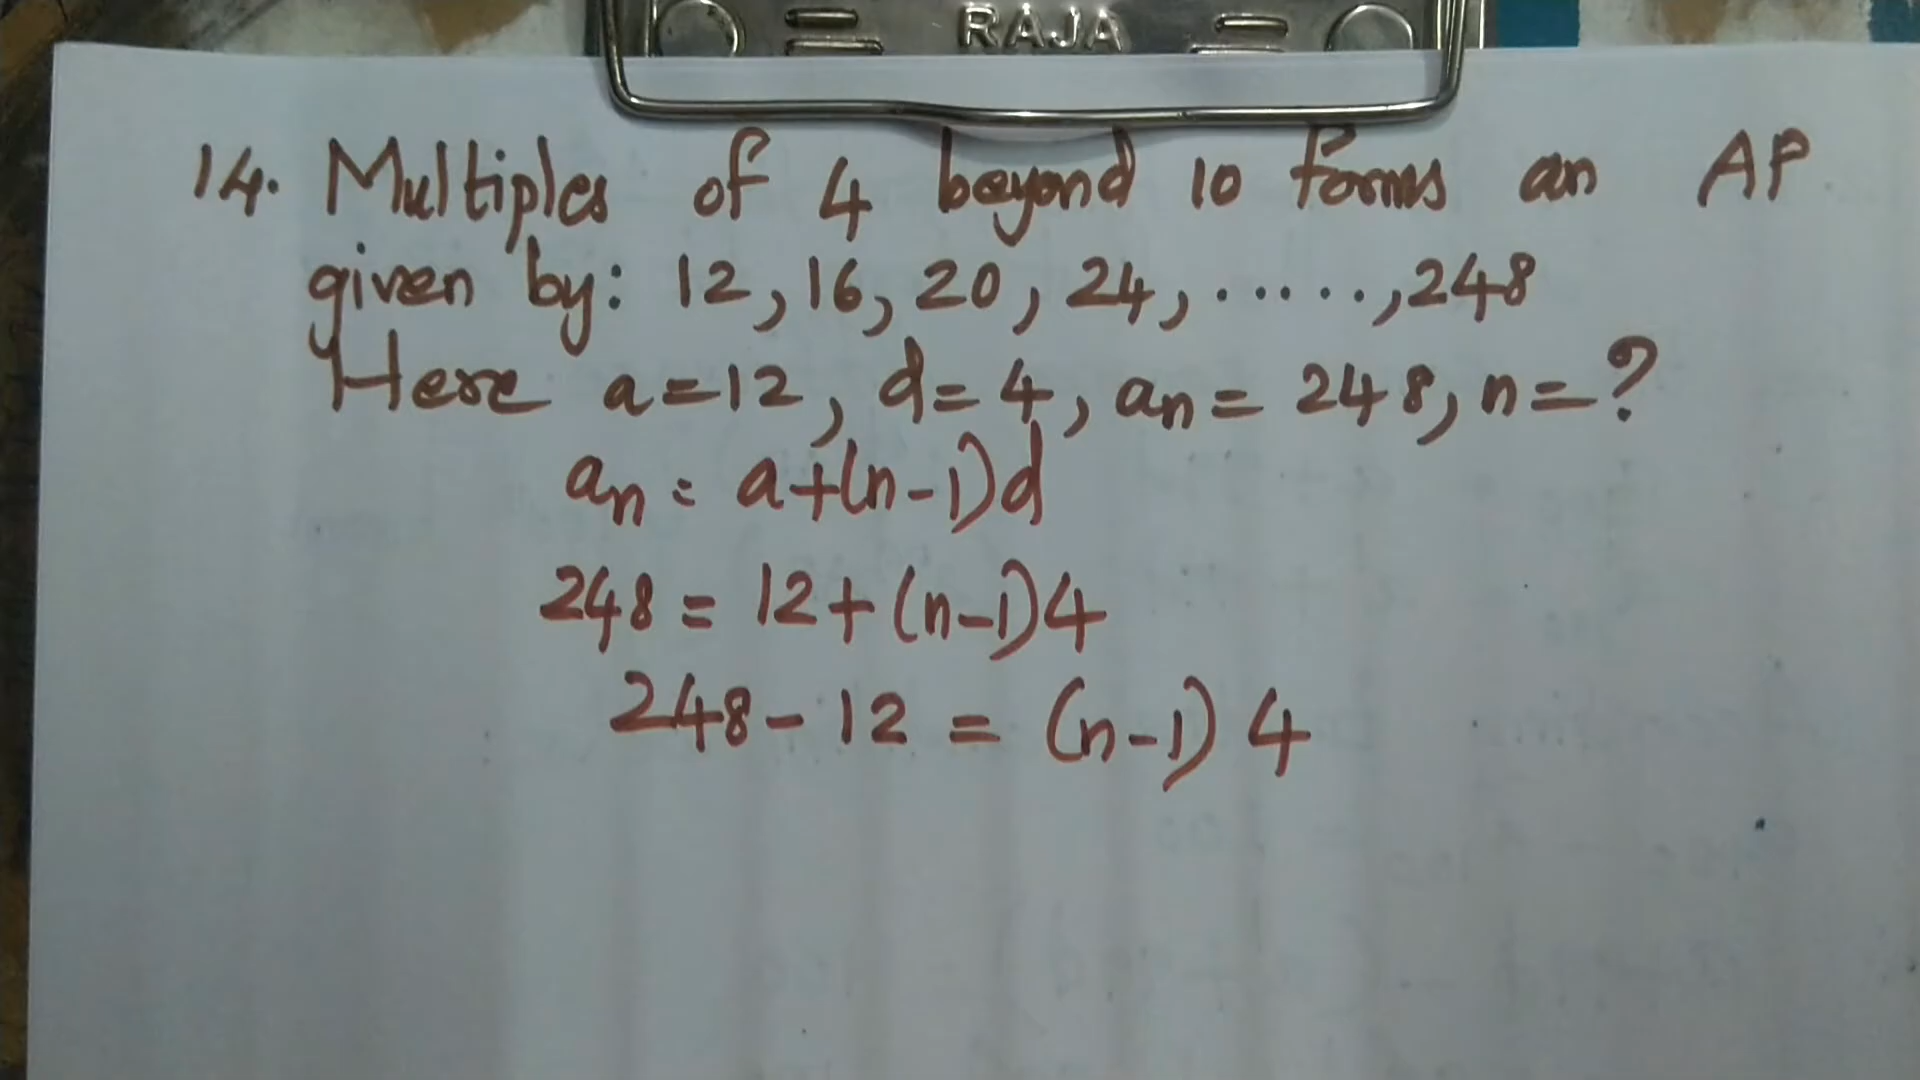 RAJA
14. Multiples of 4 beyond 10 forms an AP
given by: 12, 16, 20, 24, ....., 248
Here a=12, d=4, an = 248, n=?
an = a+(n-1)d
248 = 12+(n-1)4
248-12 = (n-1) 4